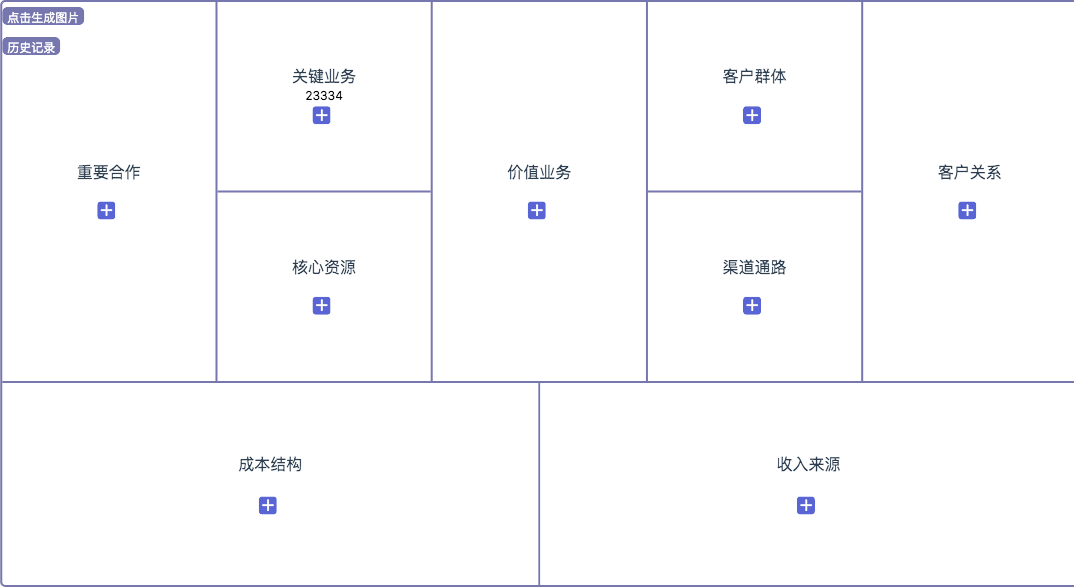 点击生成图片
历史记录
重要合作
关键业务
23334
核心资源
价值业务
客户群体
渠道通路
客户关系
成本结构
收入来源